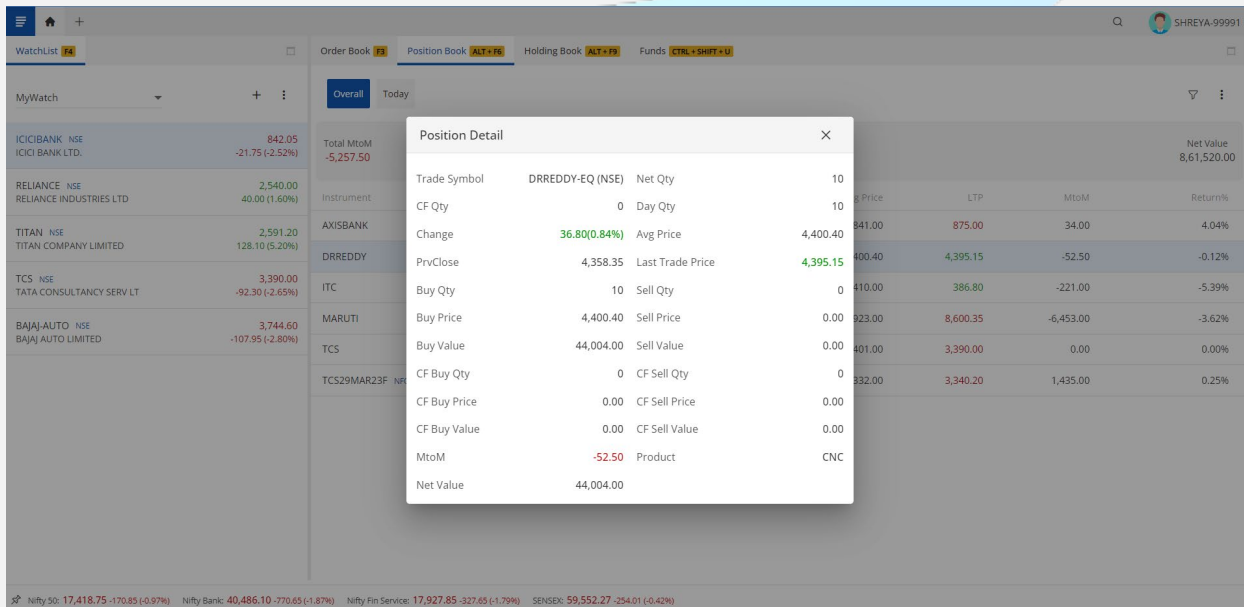 SHREYA-99991
WatchList F4
Order Book F3 Position Book ALT + F6 Holding Book ALT + F9 Funds CTRL + SHIFT + U
MyWatch
Overall Today
ICICIBANK NSE 842.05
ICICI BANK LTD. -21.75 (-2.52%)
RELIANCE NSE 2,540.00
RELIANCE INDUSTRIES LTD 40.00 (1.60%)
TITAN NSE 2,591.20
TITAN COMPANY LIMITED 128.10 (5.20%)
TCS NSE 3,390.00
TATA CONSULTANCY SERV LT -92.30 (-2.65%)
BAJAJ-AUTO NSE 3,744.60
BAJAJ AUTO LIMITED -107.95 (-2.80%)
Total MtoM Net Value
-5,257.50 8,61,520.00
Instrument g Price LTP MtoM Return%
AXISBANK 841.00 875.00 34.00 4.04%
DRREDDY 400.40 4,395.15 -52.50 -0.12%
ITC 410.00 386.80 -221.00 -5.39%
MARUTI 923.00 8,600.35 -6,453.00 -3.62%
TCS 401.00 3,390.00 0.00 0.00%
TCS29MAR23F 332.00 3,340.20 1,435.00 0.25%
Position Detail
Trade Symbol DRREDDY-EQ (NSE) Net Qty 10
CF Qty 0 Day Qty 10
Change 36.80(0.84%) Avg Price 4,400.40
PrvClose 4,358.35 Last Trade Price 4,395.15
Buy Qty 10 Sell Qty 0
Buy Price 4,400.40 Sell Price 0.00
Buy Value 44,004.00 Sell Value 0.00
CF Buy Qty 0 CF Sell Qty 0
CF Buy Price 0.00 CF Sell Price 0.00
CF Buy Value 0.00 CF Sell Value 0.00
MtoM -52.50 Product CNC
Net Value 44,004.00
Nifty 50: 17,418.75 -170.85 (-0.97%) Nifty Bank: 40,486.10 -770.65 (-1.87%) Nifty Fin Service: 17,927.85 -327.65 (-1.79%) SENSEX: 59,552.27 -254.01 (-0.42%)